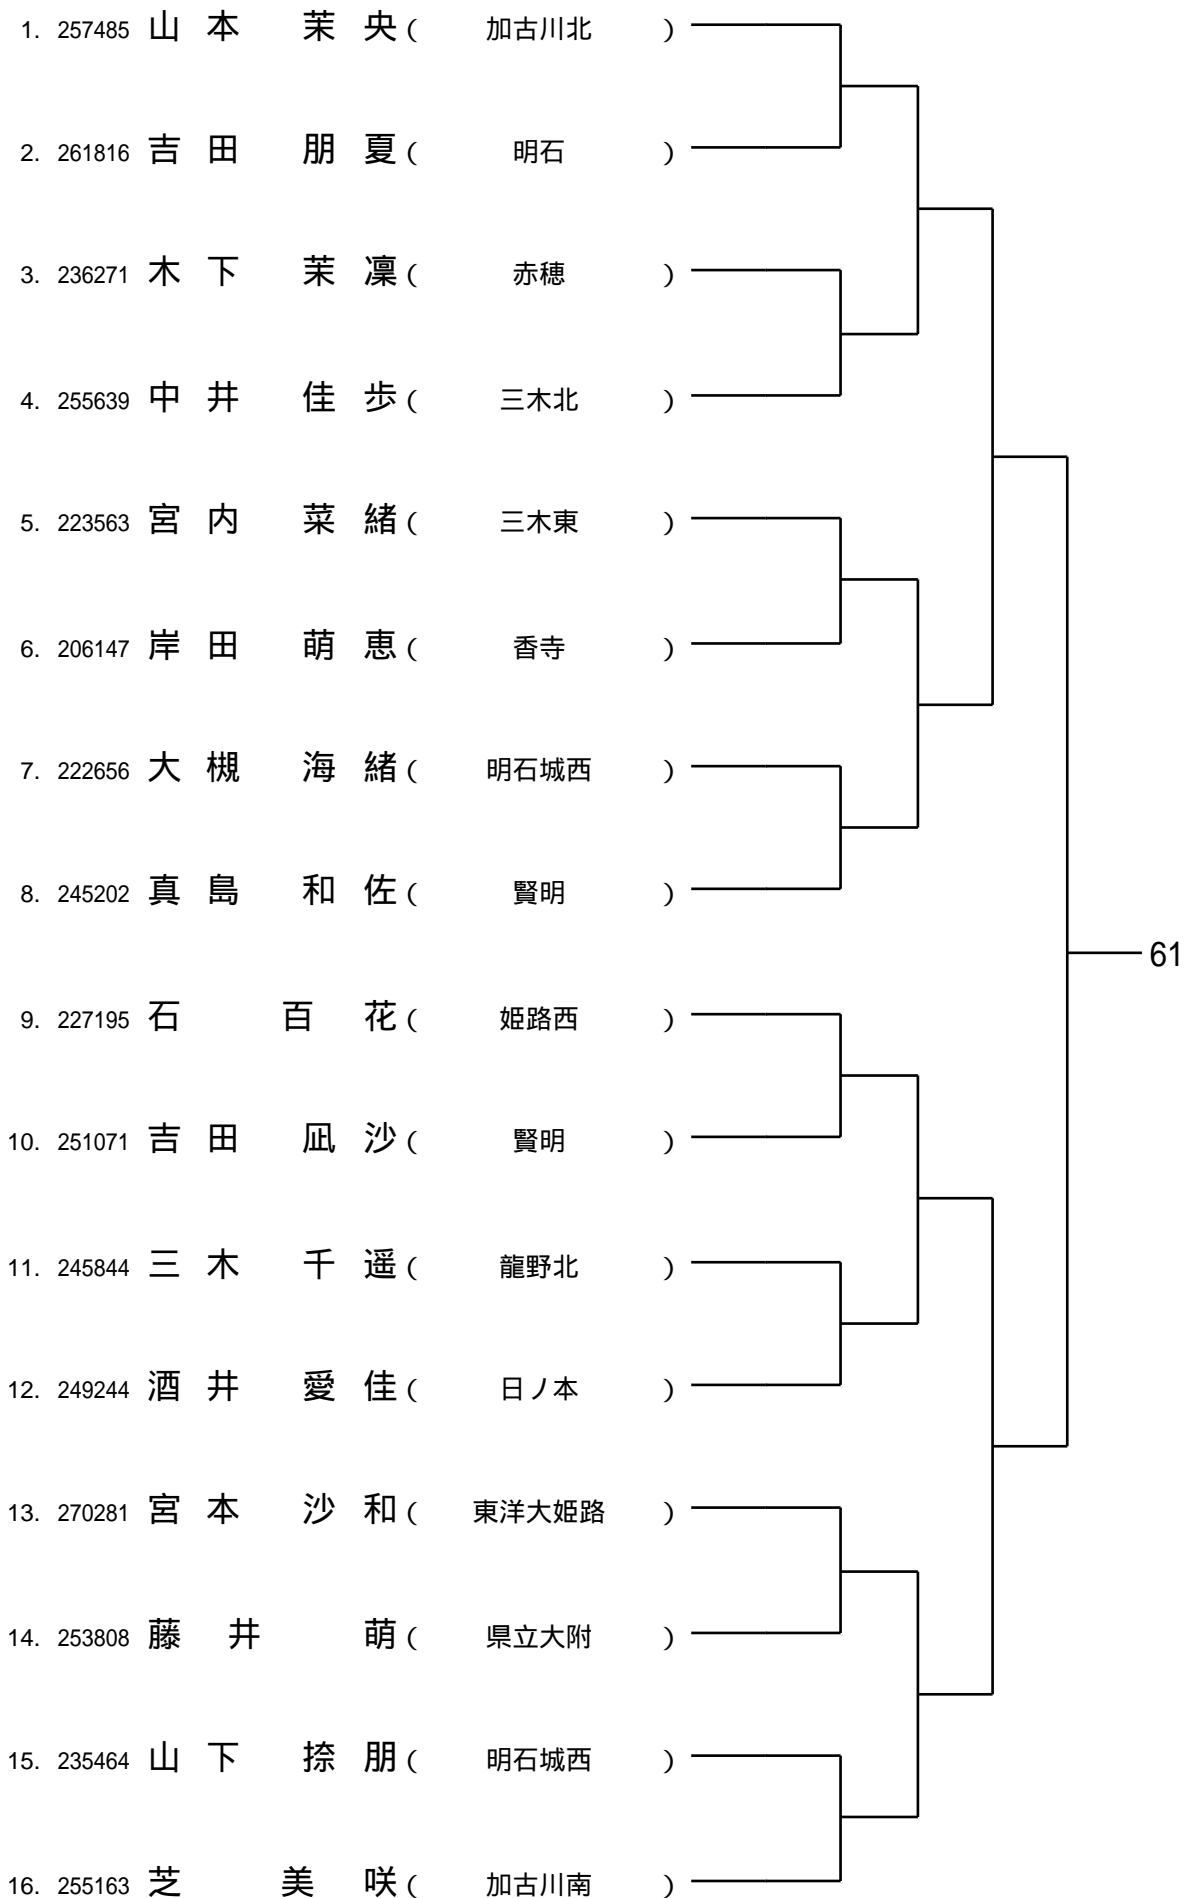 1. 257485 山本 茉央 ( 加古川北 )
2. 261816 吉田 朋夏 ( 明石 )
3. 236271 木下 茉凜 ( 赤穂 )
4. 255639 中井 佳歩 ( 三木北 )
5. 223563 宮内 菜緒 ( 三木東 )
6. 206147 岸田 萌恵 ( 香寺 )
7. 222656 大槻 海緒 ( 明石城西 )
8. 245202 真島 和佐 ( 賢明 )
61
9. 227195 石 百花 ( 姫路西 )
10. 251071 吉田 凪沙 ( 賢明 )
11. 245844 三木 千遥 ( 龍野北 )
12. 249244 酒井 愛佳 ( 日ノ本 )
13. 270281 宮本 沙和 ( 東洋大姫路 )
14. 253808 藤井 萌 ( 県立大附 )
15. 235464 山下 捺朋 ( 明石城西 )
16. 255163 芝 美咲 ( 加古川南 )